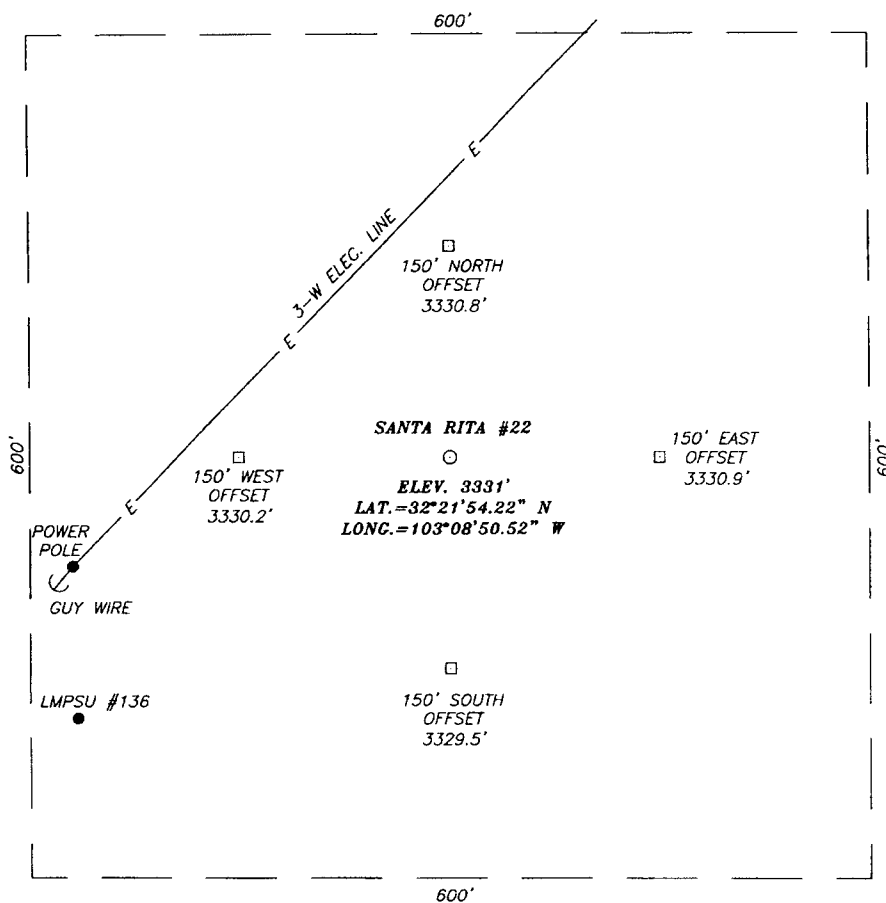 600'
E
3-W ELEC. LINE
150' NORTH
OFFSET
3330.8'
E
600'
SANTA RITA #22
150' WEST
OFFSET
3330.2'
ELEV. 3331'
LAT.=32°21'54.22" N
LONG.=103°08'50.52" W
150' EAST
OFFSET
3330.9'
600'
E
POWER
POLE
GUY WIRE
LMPSU #136
150' SOUTH
OFFSET
3329.5'
600'